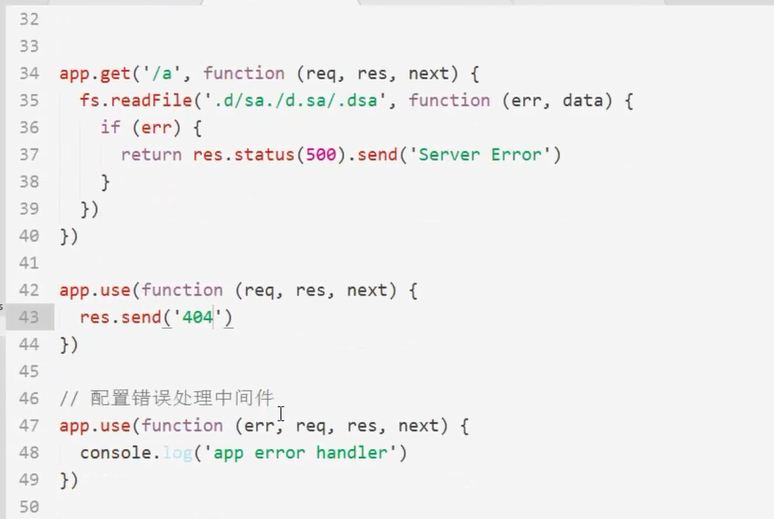 32
33
34 app.get('/a', function (req, res, next) {
35   fs.readFile('.d/sa./d.sa/.dsa', function (err, data) {
36     if (err) {
37       return res.status(500).send('Server Error')
38     }
39   })
40 })
41
42 app.use(function (req, res, next) {
43   res.send('404')
44 })
45
46 // 配置错误处理中间件
47 app.use(function (err, req, res, next) {
48   console.log('app error handler')
49 })
50